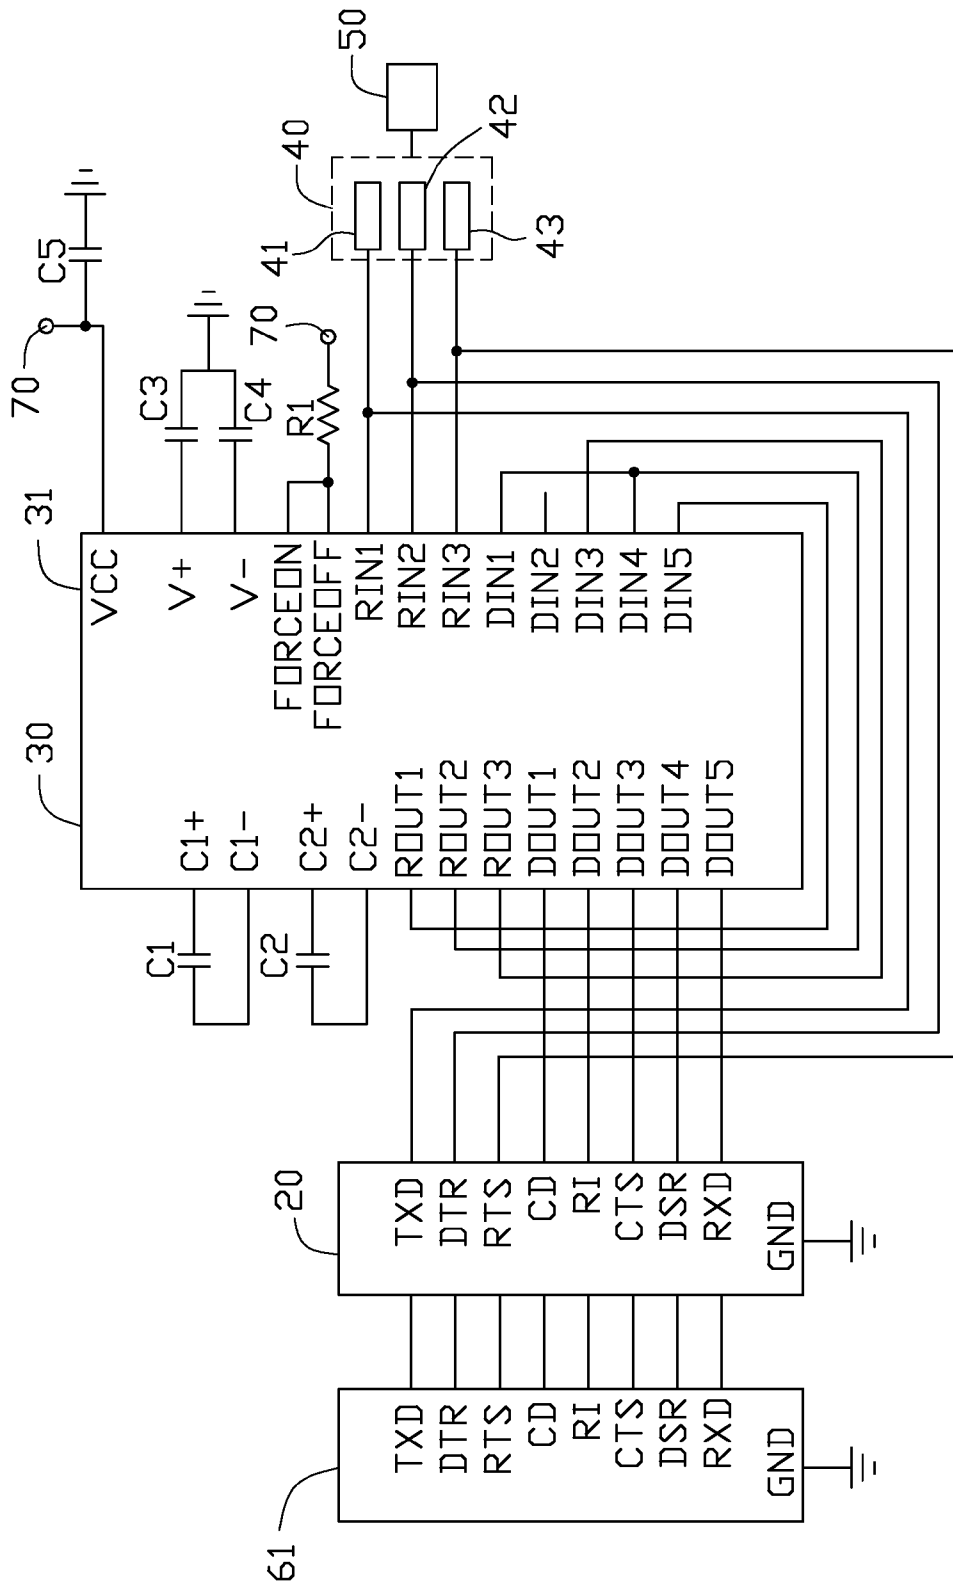 61
TXD
DTR
RTS
CD
RI
CTS
DSR
RXD
GND
20
TXD
DTR
RTS
CD
RI
CTS
DSR
RXD
GND
30
31
C1
C2
C1+
C1-
C2+
C2-
ROUT1
ROUT2
ROUT3
DOUT1
DOUT2
DOUT3
DOUT4
DOUT5
VCC
V+
V-
FORCEON
FORCEOFF
RIN1
RIN2
RIN3
DIN1
DIN2
DIN3
DIN4
DIN5
70
C5
C3
C4
R1
70
41
40
50
42
43